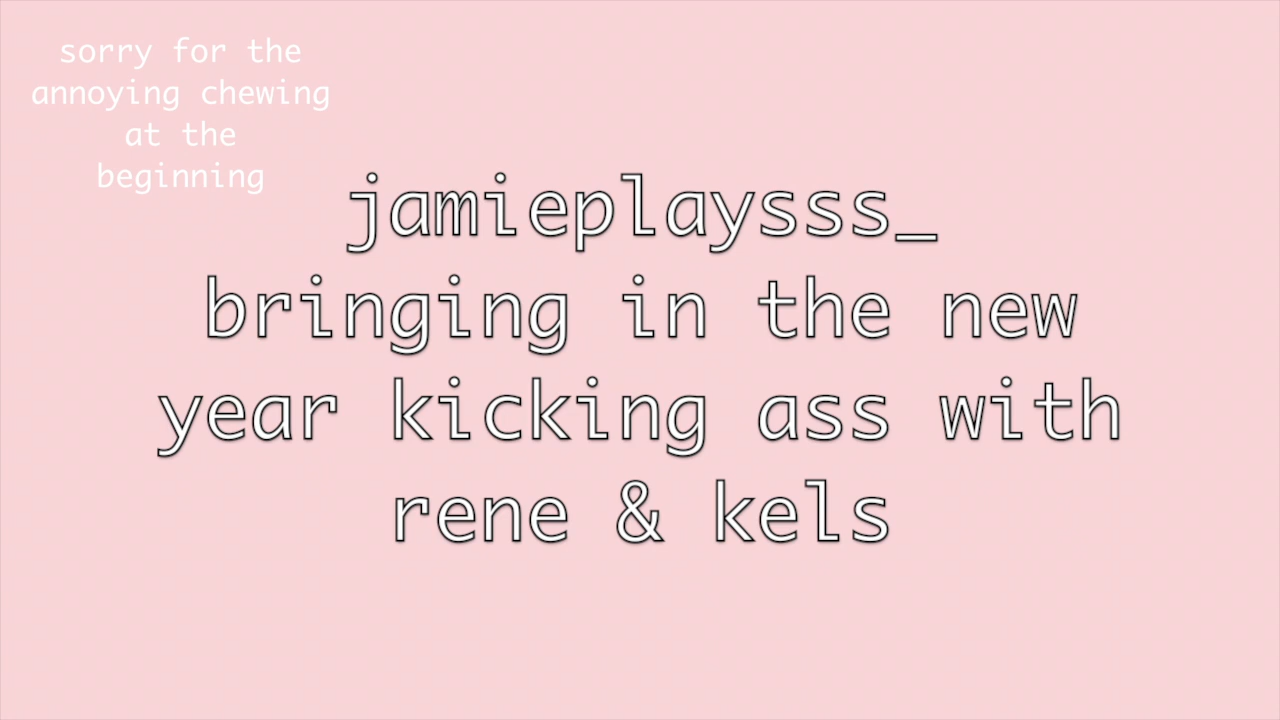 sorry for the
annoying chewing
at the
beginning
jamieplaysss_
bringing in the new
year kicking ass with
rene & kels